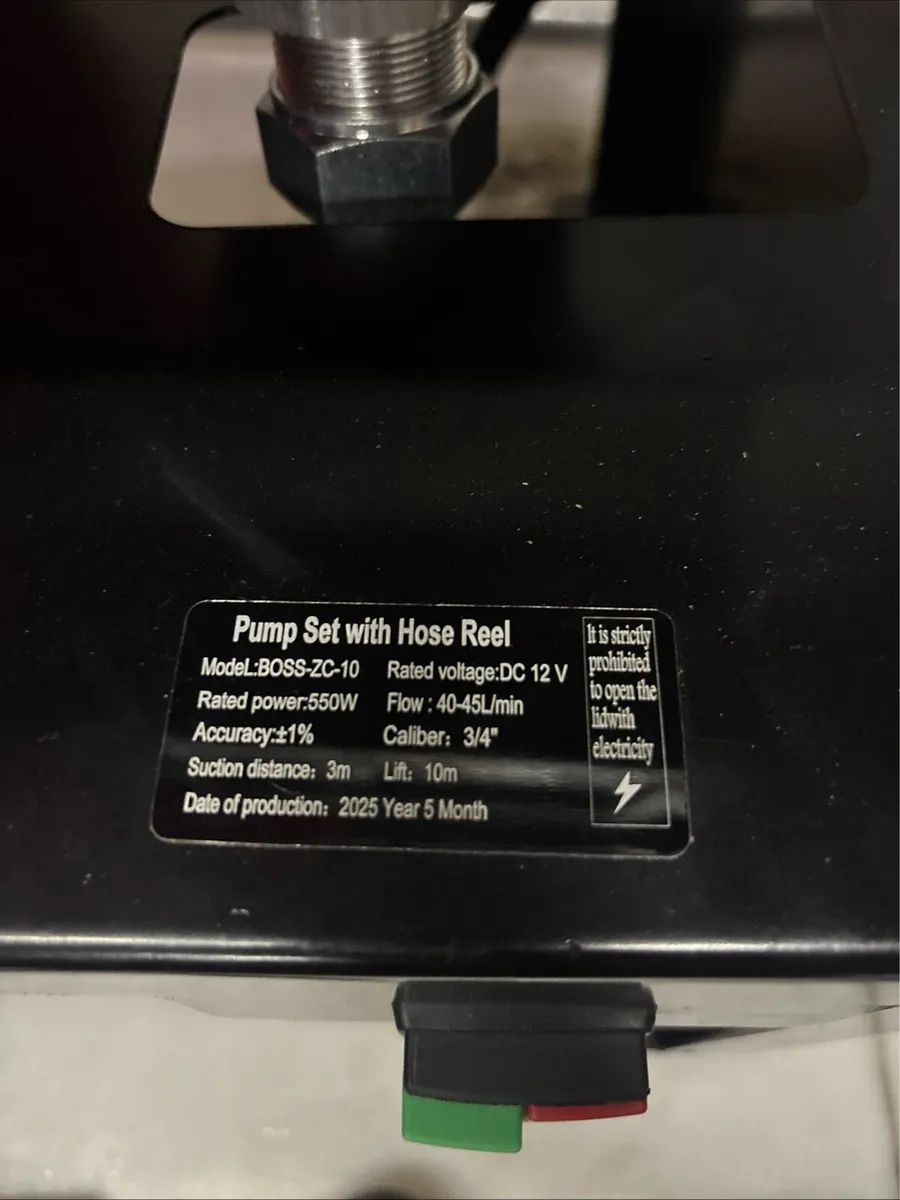 Pump Set with Hose Reel
ModeL:BOSS-ZC-10 Rated voltage:DC 12 V
Rated power:550W Flow : 40-45L/min
Accuracy:±1% Caliber: 3/4"
Suction distance: 3m Lift: 10m
Date of production: 2025 Year 5 Month
It is strictly
prohibited
to open the
lidwith
electricity